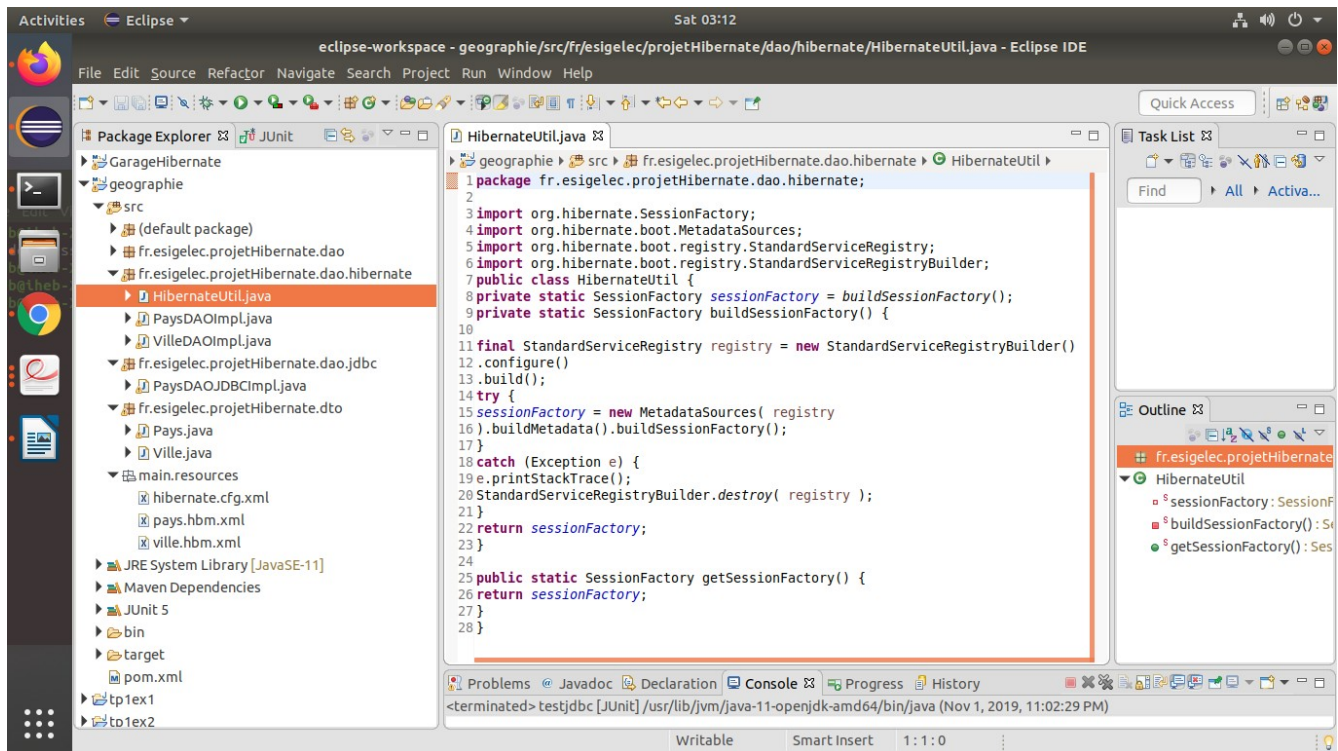 Activities Eclipse Sat 03:12
eclipse-workspace - geographie/src/fr/esigelec/projetHibernate/dao/hibernate/HibernateUtil.java - Eclipse IDE
File Edit Source Refactor Navigate Search Project Run Window Help
Quick Access
Package Explorer JUnit
GarageHibernate
geographie
src
(default package)
fr.esigelec.projetHibernate.dao
fr.esigelec.projetHibernate.dao.hibernate
HibernateUtil.java
PaysDAOImpl.java
VilleDAOImpl.java
fr.esigelec.projetHibernate.dao.jdbc
PaysDAOJDBCImpl.java
fr.esigelec.projetHibernate.dto
Pays.java
Ville.java
main.resources
hibernate.cfg.xml
pays.hbm.xml
ville.hbm.xml
JRE System Library [JavaSE-11]
Maven Dependencies
JUnit 5
bin
target
pom.xml
tp1ex1
tp1ex2
HibernateUtil.java
geographie src fr.esigelec.projetHibernate.dao.hibernate HibernateUtil
1 package fr.esigelec.projetHibernate.dao.hibernate;
2
3 import org.hibernate.SessionFactory;
4 import org.hibernate.boot.MetadataSources;
5 import org.hibernate.boot.registry.StandardServiceRegistry;
6 import org.hibernate.boot.registry.StandardServiceRegistryBuilder;
7 public class HibernateUtil {
8 private static SessionFactory sessionFactory = buildSessionFactory();
9 private static SessionFactory buildSessionFactory() {
10
11 final StandardServiceRegistry registry = new StandardServiceRegistryBuilder()
12 .configure()
13 .build();
14 try {
15 sessionFactory = new MetadataSources( registry
16 ).buildMetadata().buildSessionFactory();
17 }
18 catch (Exception e) {
19 e.printStackTrace();
20 StandardServiceRegistryBuilder.destroy( registry );
21 }
22 return sessionFactory;
23 }
24
25 public static SessionFactory getSessionFactory() {
26 return sessionFactory;
27 }
28 }
Task List
Find All Activa...
Outline
fr.esigelec.projetHibernate
HibernateUtil
sessionFactory : SessionF
buildSessionFactory() : Se
getSessionFactory() : Ses
Problems Javadoc Declaration Console Progress History
<terminated> testjdbc [JUnit] /usr/lib/jvm/java-11-openjdk-amd64/bin/java (Nov 1, 2019, 11:02:29 PM)
Writable Smart Insert 1:1:0